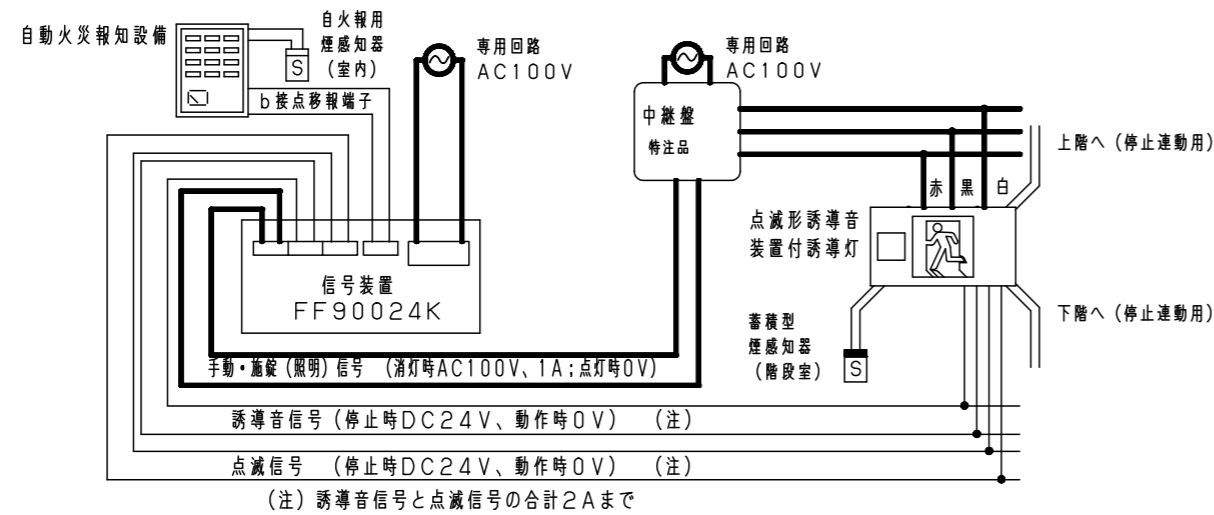 自動火災報知設備
自火報用
煙感知器
(室内)
S
b接点移報端子
専用回路
AC100V
専用回路
AC100V
中継盤
特注品
上階へ(停止連動用)
赤 黒 白
点滅形誘導音
装置付誘導灯
信号装置
FF90024K
下階へ(停止連動用)
蓄積型
煙感知器
(階段室)
S
手動・施錠(照明)信号 (消灯時AC100V、1A;点灯時0V)
誘導音信号(停止時DC24V、動作時0V) (注)
点滅信号 (停止時DC24V、動作時0V) (注)
(注)誘導音信号と点滅信号の合計2Aまで